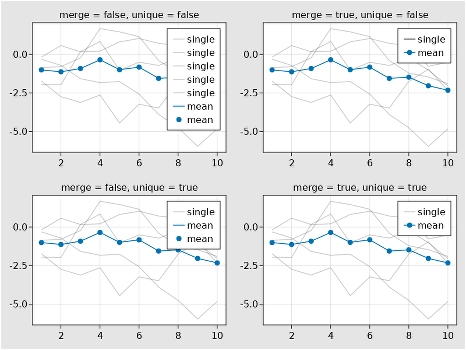 merge = false, unique = false
merge = true, unique = false
0.0
-2.5
-5.0
2
4
6
8
10
single
single
single
single
single
mean
mean
0.0
-2.5
-5.0
2
4
6
8
10
single
mean
merge = false, unique = true
merge = true, unique = true
0.0
-2.5
-5.0
2
4
6
8
10
single
mean
mean
0.0
-2.5
-5.0
2
4
6
8
10
single
mean